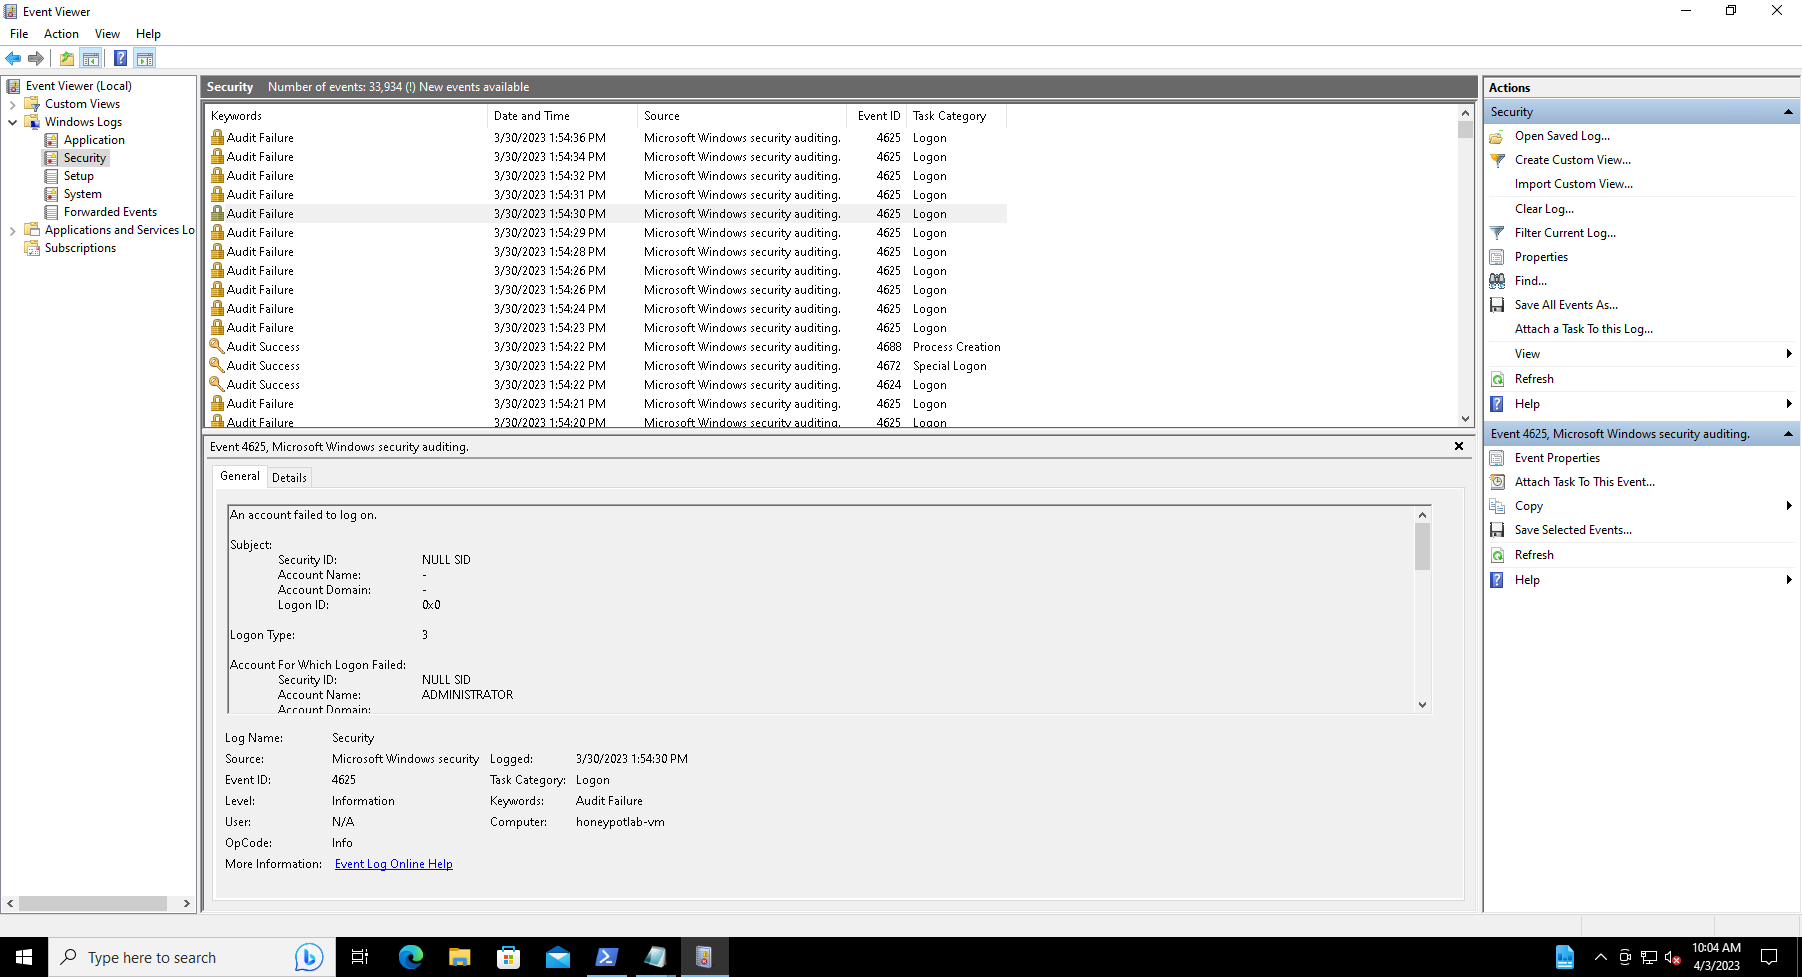 Event Viewer
File Action View Help
Event Viewer (Local)
Custom Views
Windows Logs
Application
Security
Setup
System
Forwarded Events
Applications and Services Lo
Subscriptions
Security Number of events: 33,934 (!) New events available
Keywords Date and Time Source Event ID Task Category
Audit Failure 3/30/2023 1:54:36 PM Microsoft Windows security auditing. 4625 Logon
Audit Failure 3/30/2023 1:54:34 PM Microsoft Windows security auditing. 4625 Logon
Audit Failure 3/30/2023 1:54:32 PM Microsoft Windows security auditing. 4625 Logon
Audit Failure 3/30/2023 1:54:31 PM Microsoft Windows security auditing. 4625 Logon
Audit Failure 3/30/2023 1:54:30 PM Microsoft Windows security auditing. 4625 Logon
Audit Failure 3/30/2023 1:54:29 PM Microsoft Windows security auditing. 4625 Logon
Audit Failure 3/30/2023 1:54:28 PM Microsoft Windows security auditing. 4625 Logon
Audit Failure 3/30/2023 1:54:26 PM Microsoft Windows security auditing. 4625 Logon
Audit Failure 3/30/2023 1:54:26 PM Microsoft Windows security auditing. 4625 Logon
Audit Failure 3/30/2023 1:54:24 PM Microsoft Windows security auditing. 4625 Logon
Audit Failure 3/30/2023 1:54:23 PM Microsoft Windows security auditing. 4625 Logon
Audit Success 3/30/2023 1:54:22 PM Microsoft Windows security auditing. 4688 Process Creation
Audit Success 3/30/2023 1:54:22 PM Microsoft Windows security auditing. 4672 Special Logon
Audit Success 3/30/2023 1:54:22 PM Microsoft Windows security auditing. 4624 Logon
Audit Failure 3/30/2023 1:54:21 PM Microsoft Windows security auditing. 4625 Logon
Audit Failure 3/30/2023 1:54:20 PM Microsoft Windows security auditing. 4625 Logon
Event 4625, Microsoft Windows security auditing.
General Details
An account failed to log on.
Subject:
Security ID: NULL SID
Account Name: -
Account Domain: -
Logon ID: 0x0
Logon Type: 3
Account For Which Logon Failed:
Security ID: NULL SID
Account Name: ADMINISTRATOR
Account Domain:
Log Name: Security
Source: Microsoft Windows security Logged: 3/30/2023 1:54:30 PM
Event ID: 4625 Task Category: Logon
Level: Information Keywords: Audit Failure
User: N/A Computer: honeypotlab-vm
OpCode: Info
More Information: Event Log Online Help
Actions
Security
Open Saved Log...
Create Custom View...
Import Custom View...
Clear Log...
Filter Current Log...
Properties
Find...
Save All Events As...
Attach a Task To this Log...
View
Refresh
Help
Event 4625, Microsoft Windows security auditing.
Event Properties
Attach Task To This Event...
Copy
Save Selected Events...
Refresh
Help
Type here to search
10:04 AM
4/3/2023